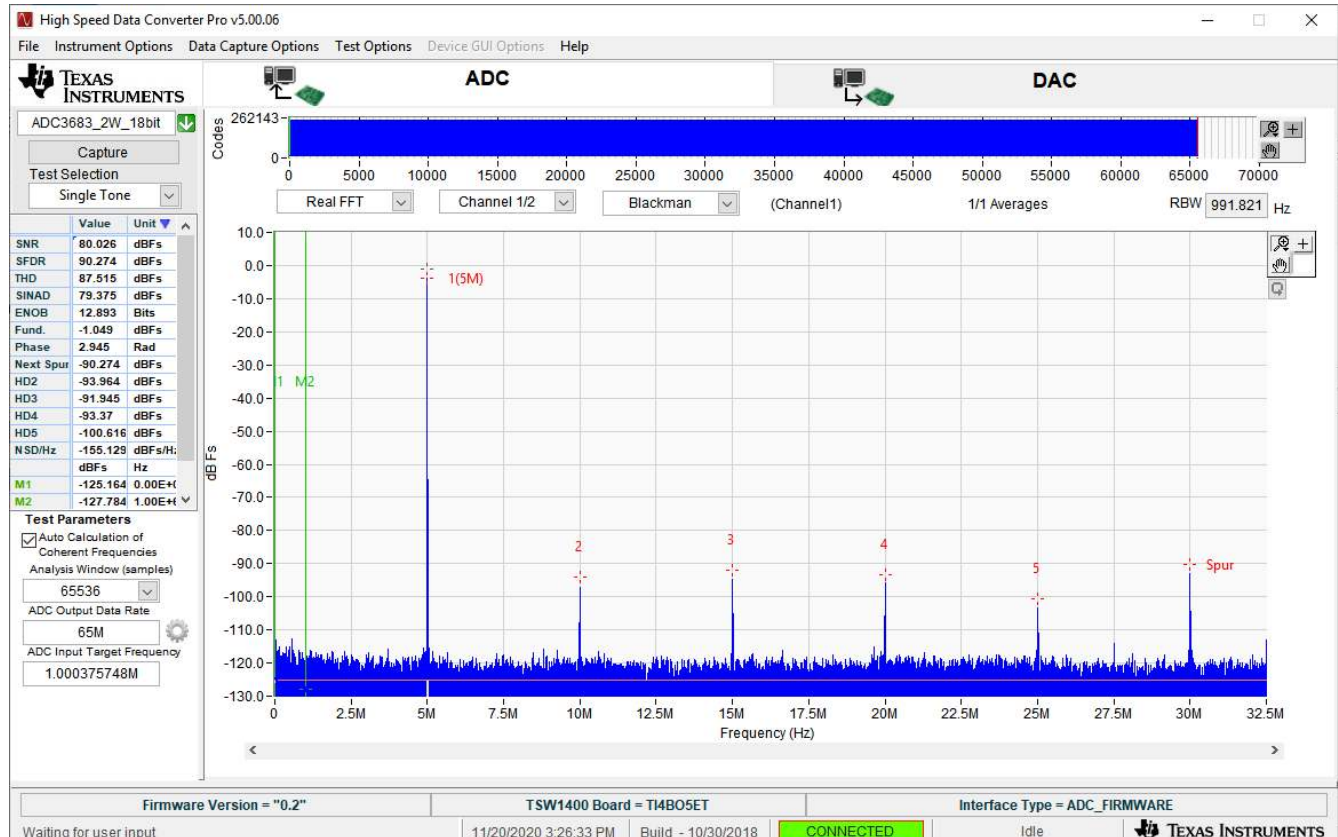 High Speed Data Converter Pro v5.00.06
File Instrument Options Data Capture Options Test Options Device GUI Options Help
TEXAS INSTRUMENTS
ADC
DAC
ADC3683_2W_18bit
Capture
Test Selection
Single Tone
Value Unit
SNR 80.026 dBFs
SFDR 90.274 dBFs
THD 87.515 dBFs
SINAD 79.375 dBFs
ENOB 12.893 Bits
Fund. -1.049 dBFs
Phase 2.945 Rad
Next Spur -90.274 dBFs
HD2 -93.964 dBFs
HD3 -91.945 dBFs
HD4 -93.37 dBFs
HD5 -100.616 dBFs
NSD/Hz -155.129 dBFs/Hz
dBFs Hz
M1 -125.164 0.00E+0
M2 -127.784 1.00E+6
Test Parameters
Auto Calculation of
Coherent Frequencies
Analysis Window (samples)
65536
ADC Output Data Rate
65M
ADC Input Target Frequency
1.000375748M
Codes
262143
0
0 5000 10000 15000 20000 25000 30000 35000 40000 45000 50000 55000 60000 65000 70000
Real FFT Channel 1/2 Blackman (Channel1) 1/1 Averages RBW 991.821 Hz
dB Fs
10.0
0.0
-10.0
-20.0
-30.0
-40.0
-50.0
-60.0
-70.0
-80.0
-90.0
-100.0
-110.0
-120.0
-130.0
1(5M)
M2
2
3
4
5
Spur
0 2.5M 5M 7.5M 10M 12.5M 15M 17.5M 20M 22.5M 25M 27.5M 30M 32.5M
Frequency (Hz)
Firmware Version = "0.2" TSW1400 Board = TI4BO5ET Interface Type = ADC_FIRMWARE
Waiting for user input 11/20/2020 3:26:33 PM Build - 10/30/2018 CONNECTED Idle TEXAS INSTRUMENTS